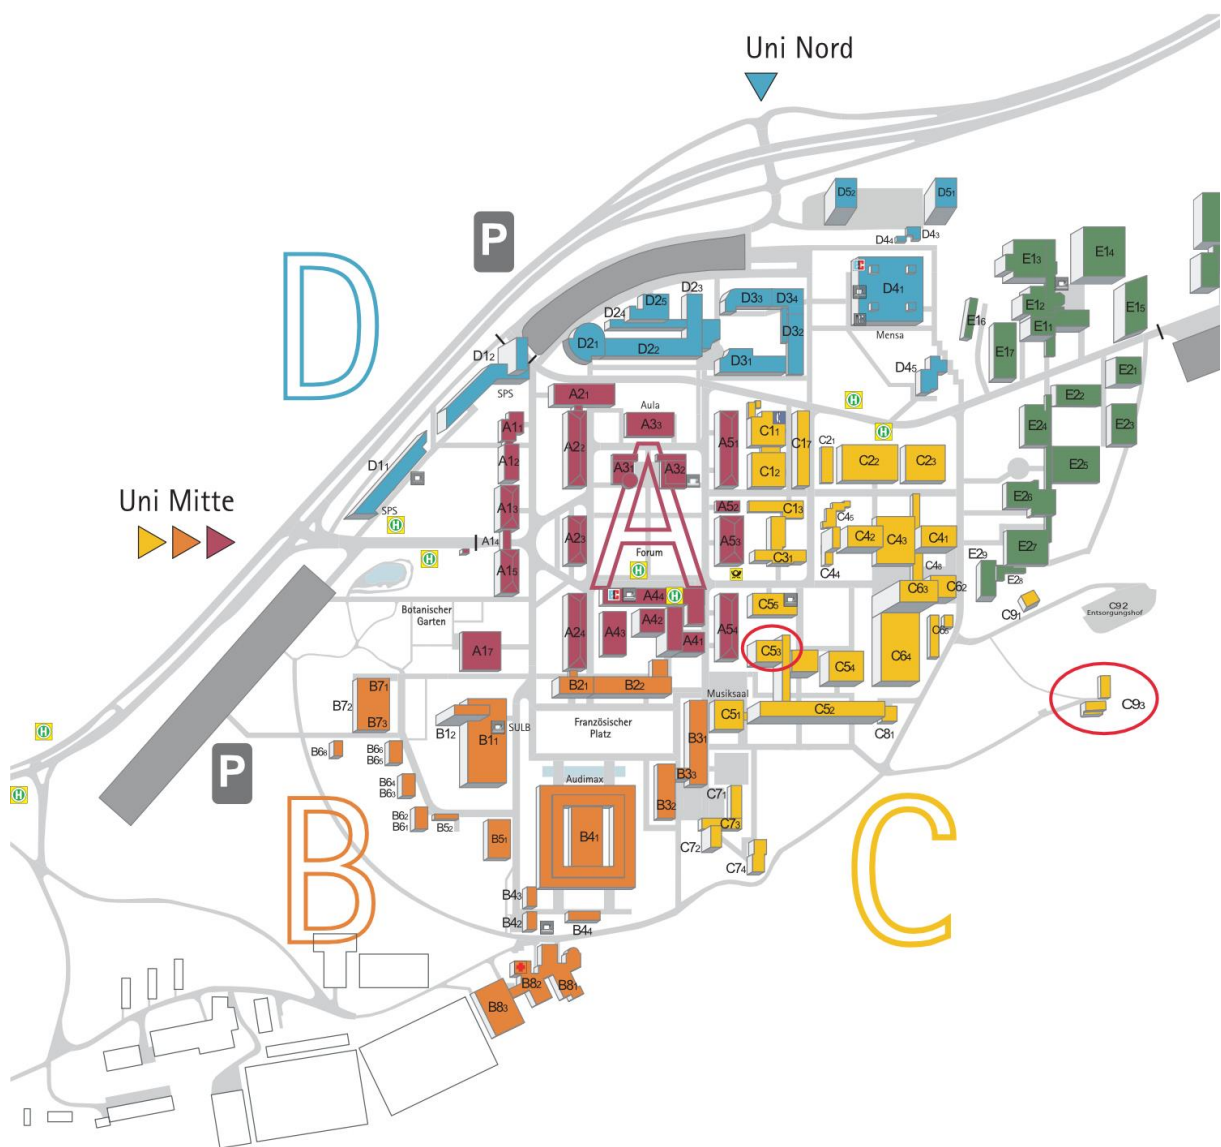 Uni Nord
D5₂
D5₁
D4₃
D4₄
P
D
E1₃
E1₄
D4₁
Mensa
D2₃
D2₅
D2₄
D2₁
D2₂
D3₃
D3₄
D3₂
D3₁
E1₂
E1₁
E1₆
E1₇
E1₅
D1₂
SPS
D4₅
E2₁
E2₂
E2₃
E2₄
E2₅
E2₆
E2₇
E2₈
E2₉
A2₁
Aula
A3₃
A1₁
A1₂
A2₂
A3₁
A3₂
A
A5₁
C1₁
C1₂
C1₇
H
H
C2₁
C2₂
C2₃
D1₁
SPS
Uni Mitte
H
H
A1₃
A1₄
A1₅
A2₃
Forum
H
A5₂
A5₃
C1₃
C3₁
C4₅
C4₂
C4₄
C4₃
C4₁
C4₈
C6₃
C6₂
C9₁
C92
Entsorgungshof
Botanischer
Garten
A1₇
A2₄
A4₄
H
A4₂
A4₃
A4₁
A5₄
C5₅
C5₃
C5₄
C6₄
C6₅
C9₃
B7₁
B7₂
B7₃
B2₁
B2₂
Musiksaal
C5₁
C5₂
C8₁
H
B1₂
B1₁
SULB
Französischer
Platz
B3₁
B6₈
B6₆
B6₅
P
H
B6₄
B6₃
Audimax
B3₃
B3₂
C7₁
B6₂
B6₁
B5₂
B5₁
B4₁
C7₃
C7₂
C7₄
B
C
B4₃
B4₂
B4₄
B8₂
B8₁
B8₃